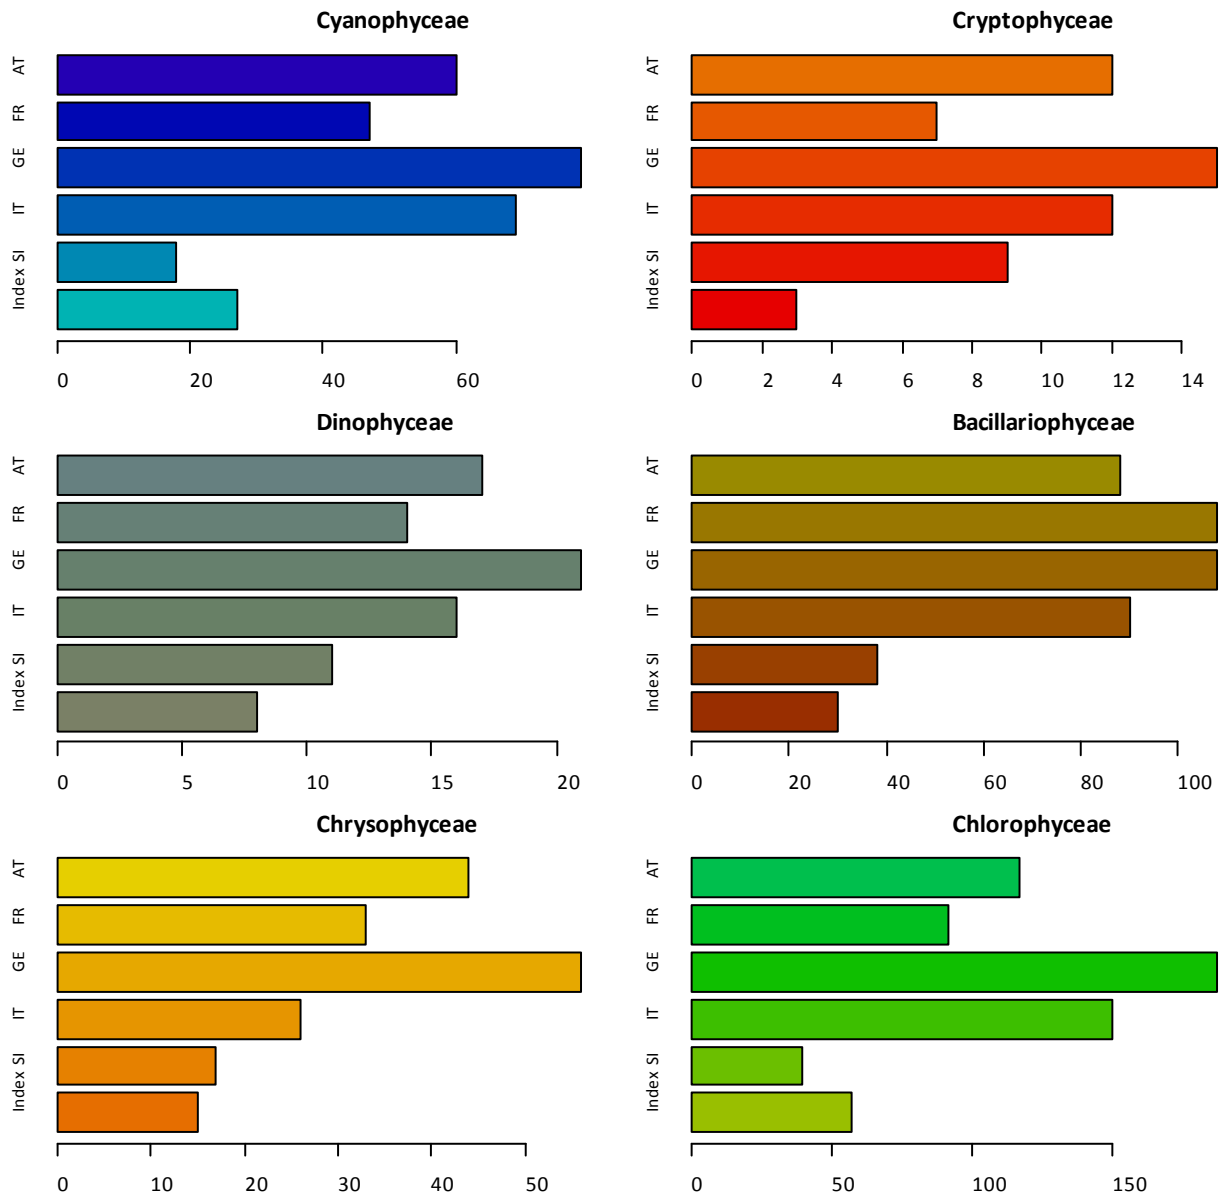 Cyanophyceae
AT
FR
GE
IT
Index SI
0 20 40 60
Cryptophyceae
AT
FR
GE
IT
Index SI
0 2 4 6 8 10 12 14
Dinophyceae
AT
FR
GE
IT
Index SI
0 5 10 15 20
Bacillariophyceae
AT
FR
GE
IT
Index SI
0 20 40 60 80 100
Chrysophyceae
AT
FR
GE
IT
Index SI
0 10 20 30 40 50
Chlorophyceae
AT
FR
GE
IT
Index SI
0 50 100 150